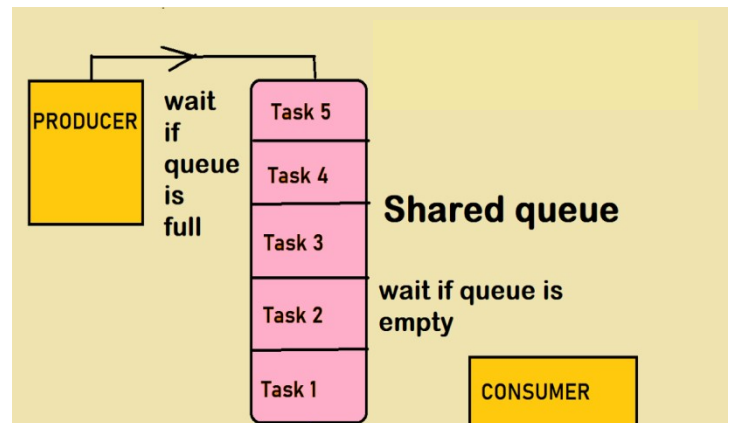 PRODUCER
wait
if
queue
is
full
Task 5
Task 4
Task 3
Task 2
Task 1
Shared queue
wait if queue is
empty
CONSUMER